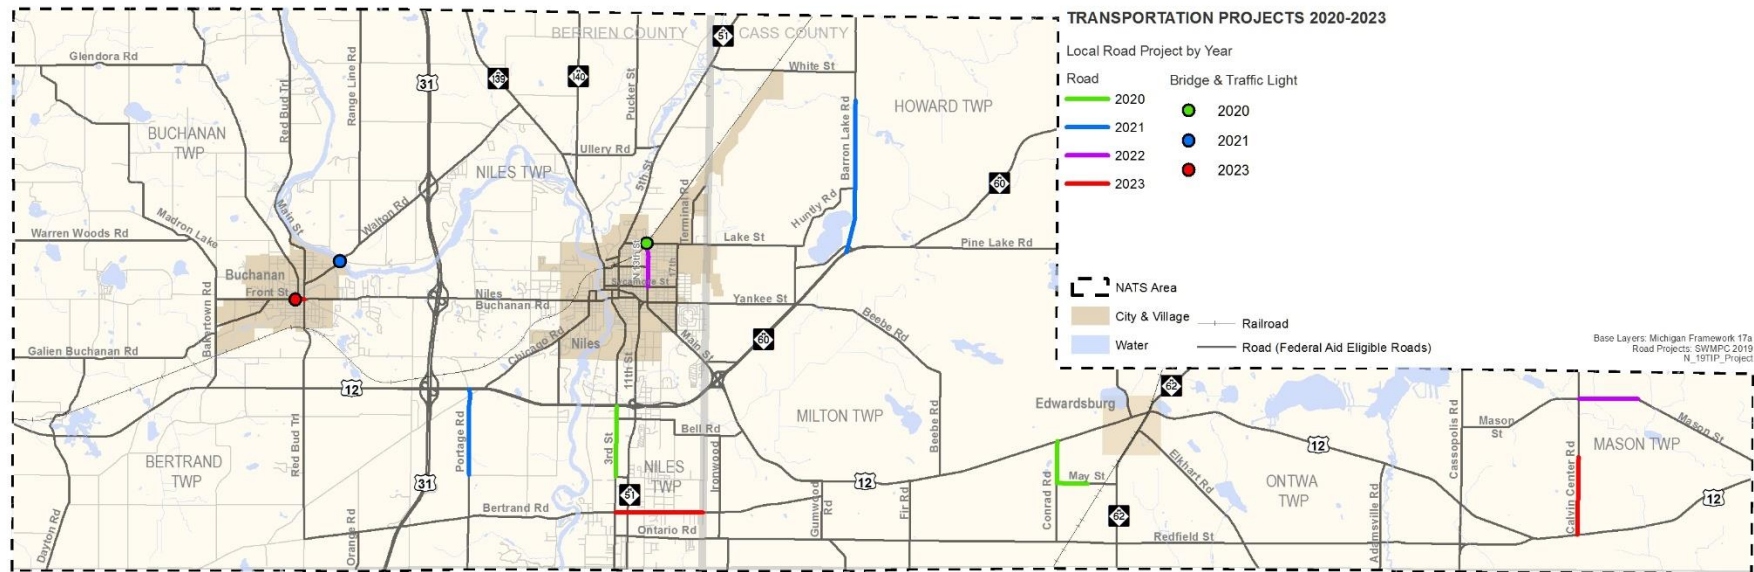 TRANSPORTATION PROJECTS 2020-2023
Local Road Project by Year
Road
Bridge & Traffic Light
2020
2020
2021
2021
2022
2023
2023
NATS Area
City & Village
Railroad
Water
Road (Federal Aid Eligible Roads)
Base Layers: Michigan Framework 17a
Road Projects: SWMPC 2019
N_19TIP_Project
BERRIEN COUNTY
CASS COUNTY
51
Glendora Rd
Range Line Rd
31
139
140
Pucker St
White St
Red Bud Trl
BUCHANAN
TWP
HOWARD TWP
Barron Lake Rd
Ullery Rd
NILES TWP
5th St
60
Terminal Rd
Huntly Rd
Madron Lake
Main St
Walton Rd
Warren Woods Rd
Lake St
Pine Lake Rd
N 13th St
17th
Buchanan
Front St
Sycamore St
Niles
Buchanan Rd
Yankee St
Bakertown Rd
Beebe Rd
Galien Buchanan Rd
Chicago Rd
Niles
Main St
60
12
11th St
62
Edwardsburg
MILTON TWP
Beebe Rd
Portage Rd
Red Bud Trl
3rd St
Bell Rd
Cassopolis Rd
Mason
St
Mason St
MASON TWP
12
BERTRAND
TWP
NILES
TWP
Ironwood
31
51
12
Conrad Rd
May St
Elkhart Rd
ONTWA
TWP
Calvin Center Rd
12
Bertrand Rd
Gumwood
Rd
Fir Rd
62
Adamsville Rd
Dayton Rd
Orange Rd
Ontario Rd
Redfield St